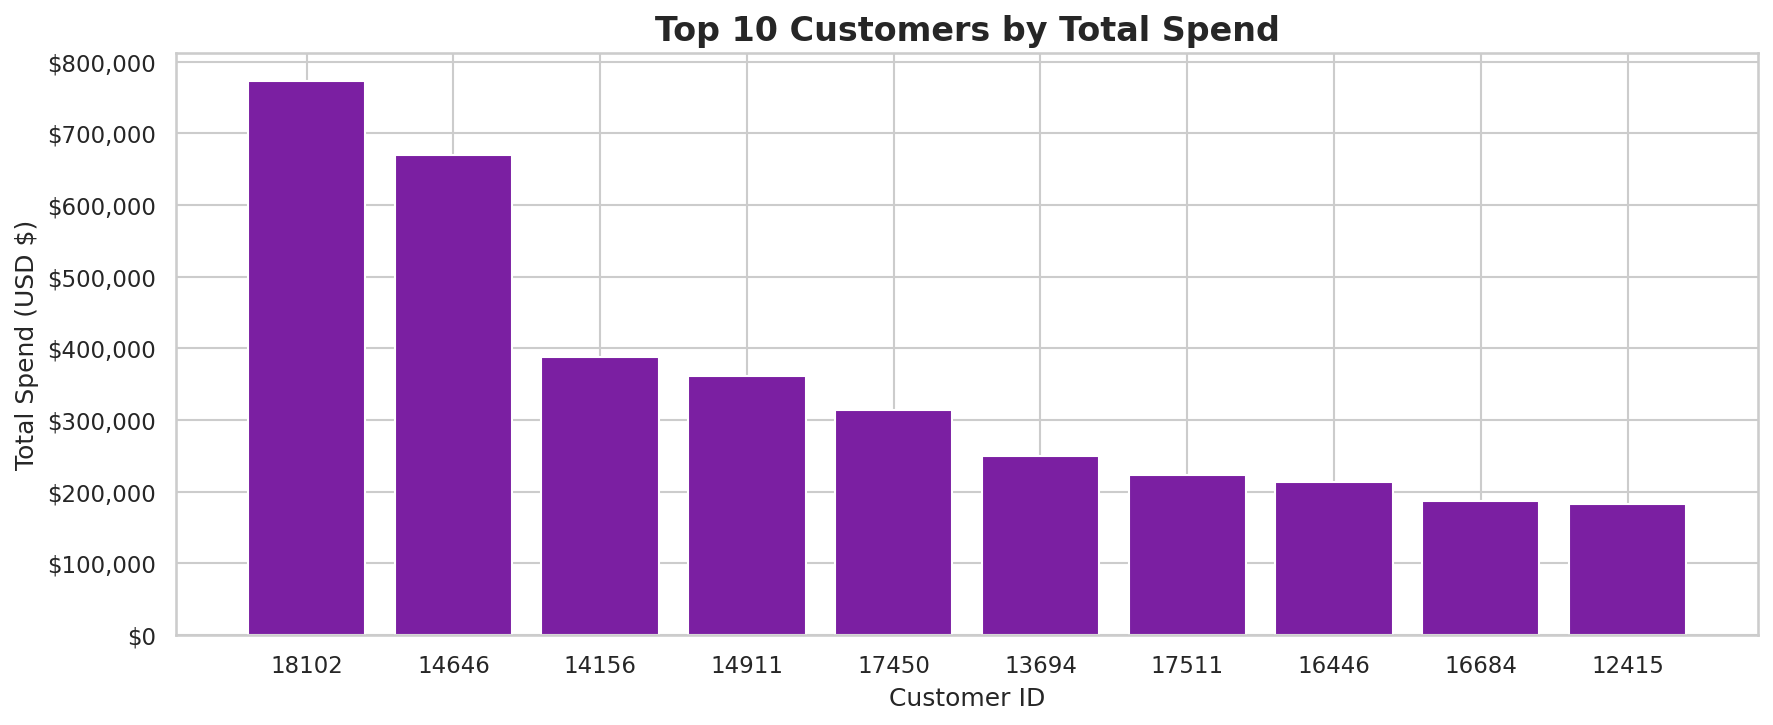 Top 10 Customers by Total Spend
Total Spend (USD $)
$800,000
$700,000
$600,000
$500,000
$400,000
$300,000
$200,000
$100,000
$0
18102 14646 14156 14911 17450 13694 17511 16446 16684 12415
Customer ID